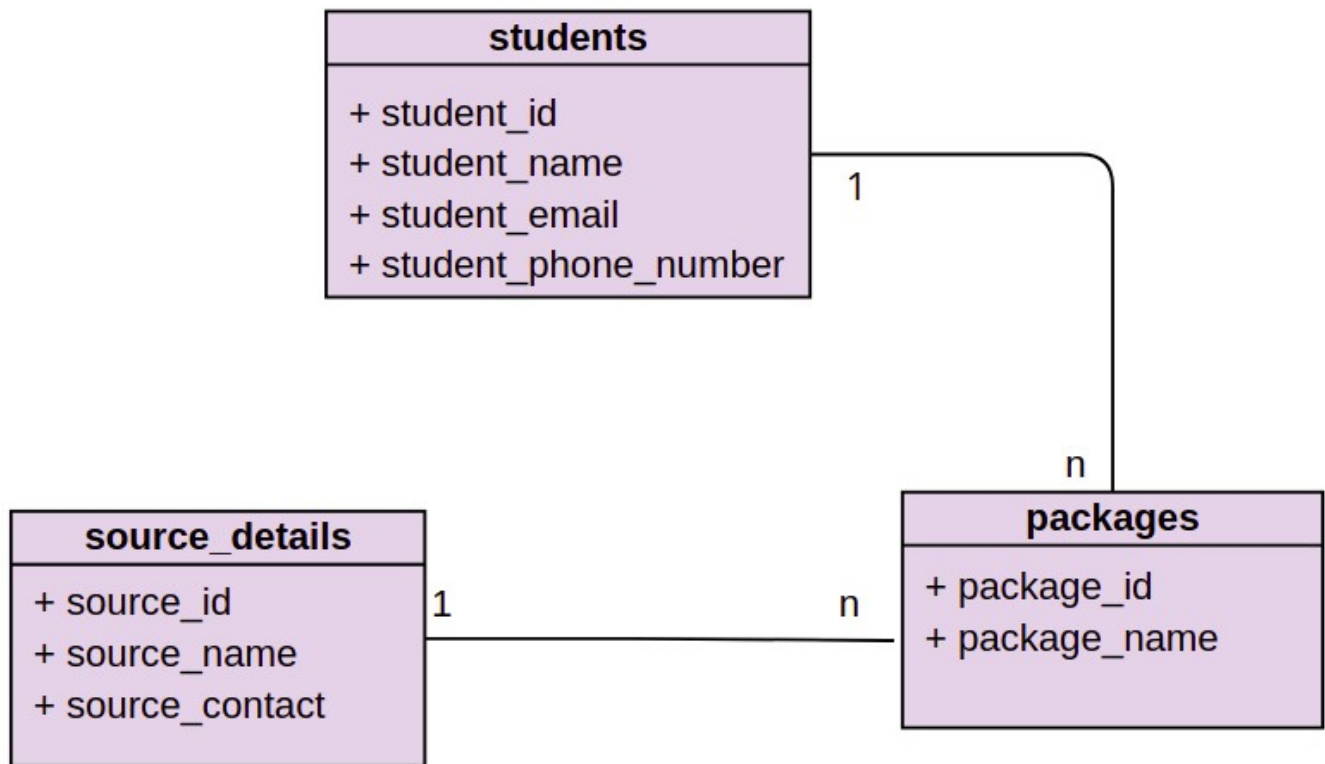 students
+ student_id
+ student_name
+ student_email
+ student_phone_number
1
n
source_details
+ source_id
+ source_name
+ source_contact
1
n
packages
+ package_id
+ package_name